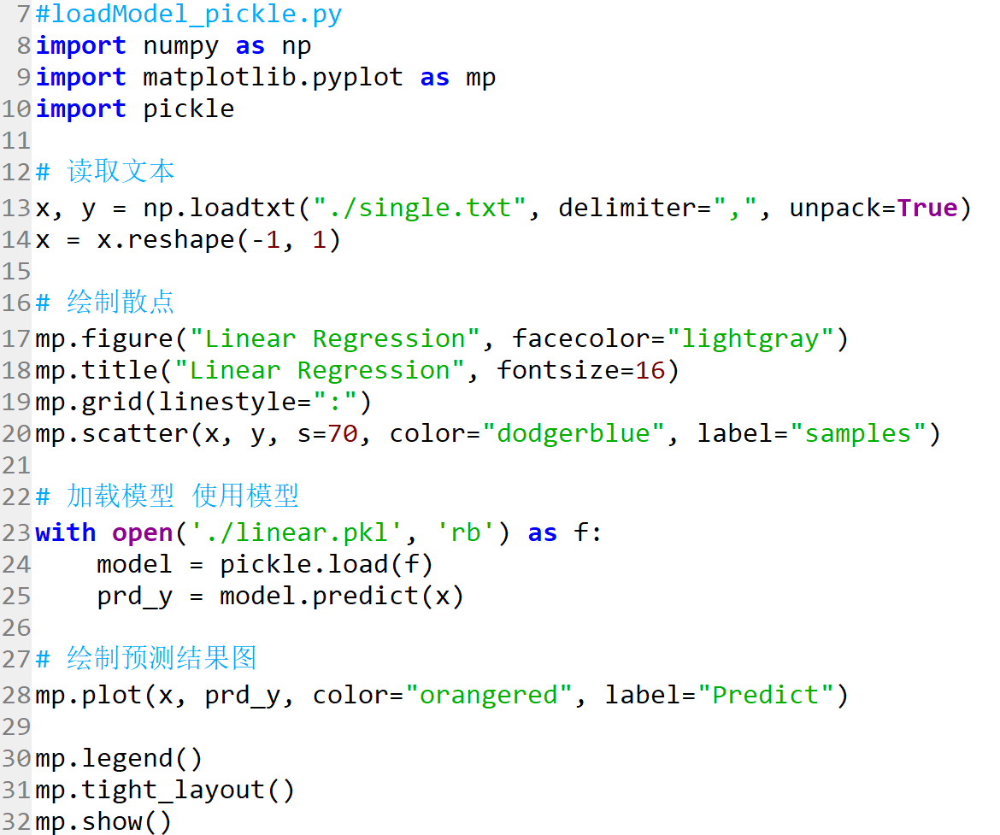 7 #loadModel_pickle.py
8 import numpy as np
9 import matplotlib.pyplot as mp
10 import pickle
11
12 # 读取文本
13 x, y = np.loadtxt("./single.txt", delimiter=",", unpack=True)
14 x = x.reshape(-1, 1)
15
16 # 绘制散点
17 mp.figure("Linear Regression", facecolor="lightgray")
18 mp.title("Linear Regression", fontsize=16)
19 mp.grid(linestyle=":")
20 mp.scatter(x, y, s=70, color="dodgerblue", label="samples")
21
22 # 加载模型 使用模型
23 with open('./linear.pkl', 'rb') as f:
24     model = pickle.load(f)
25     prd_y = model.predict(x)
26
27 # 绘制预测结果图
28 mp.plot(x, prd_y, color="orangered", label="Predict")
29
30 mp.legend()
31 mp.tight_layout()
32 mp.show()